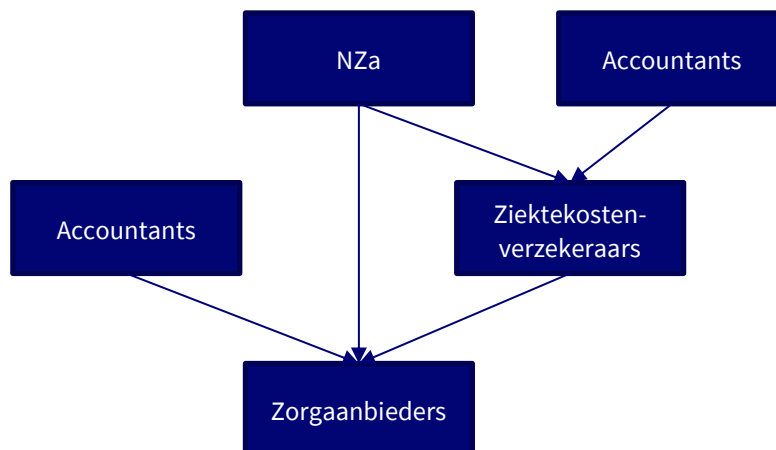 NZa
Accountants
Accountants
Ziektekosten-
verzekeraars
Zorgaanbieders